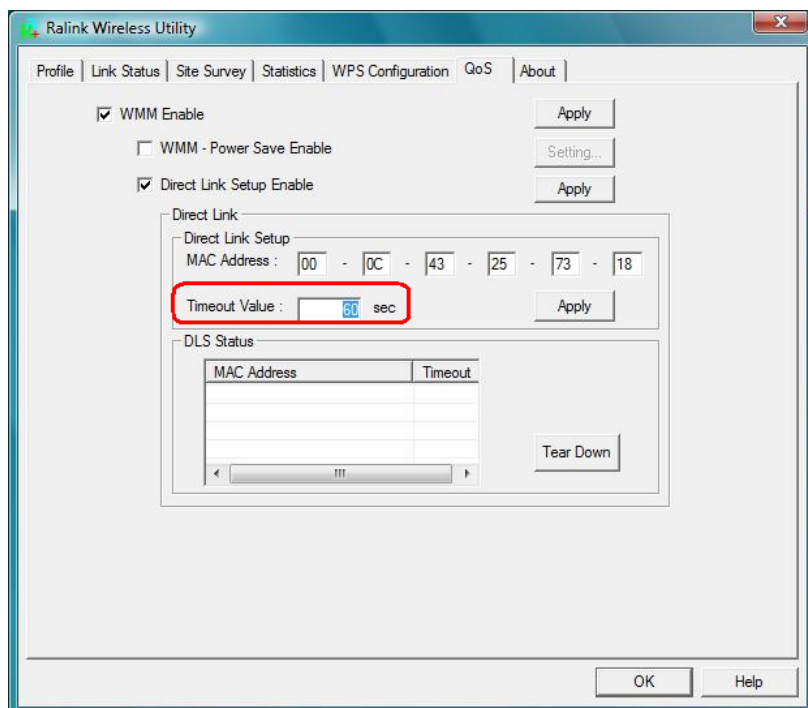 Ralink Wireless Utility
Profile Link Status Site Survey Statistics WPS Configuration QoS About
WMM Enable Apply
WMM - Power Save Enable Setting...
Direct Link Setup Enable Apply
Direct Link
Direct Link Setup
MAC Address : 00 - 0C - 43 - 25 - 73 - 18
Timeout Value : 60 sec Apply
DLS Status
MAC Address Timeout
Tear Down
OK Help